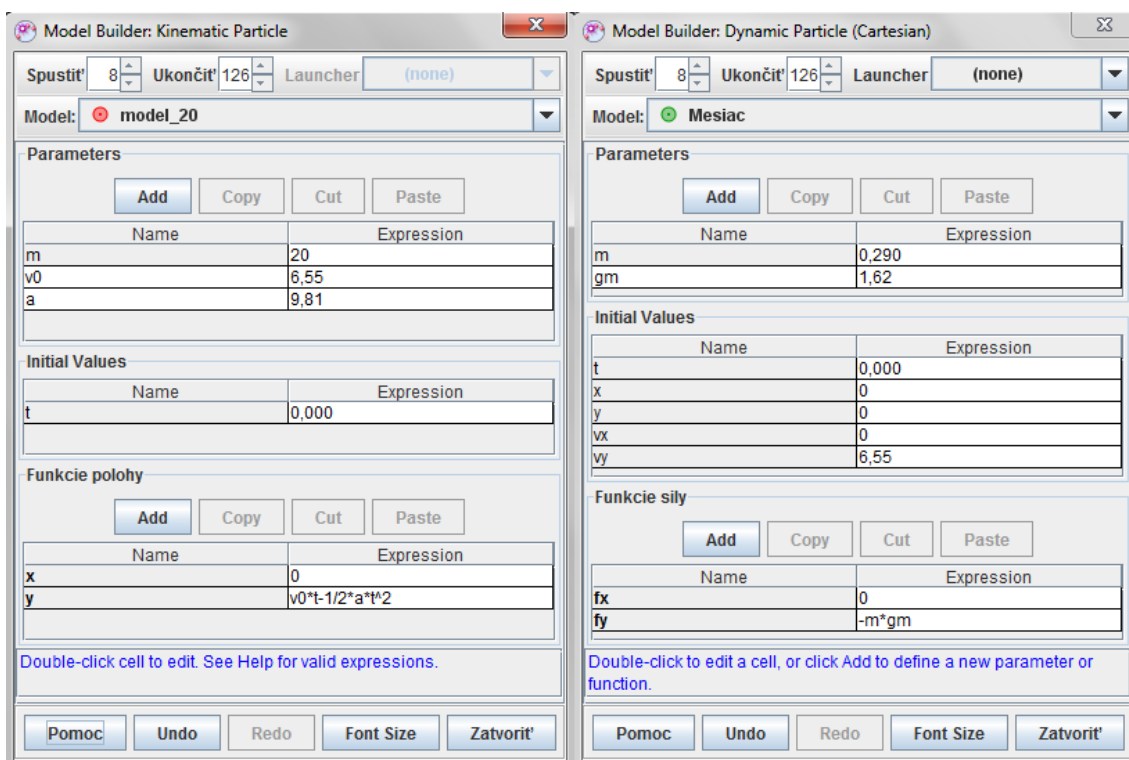 Model Builder: Kinematic Particle
Spustiť 8 Ukončiť 126 Launcher (none)
Model: model_20
Parameters
Add Copy Cut Paste
Name Expression
m 20
v0 6,55
a 9,81
Initial Values
Name Expression
t 0,000
Funkcie polohy
Add Copy Cut Paste
Name Expression
x 0
y v0*t-1/2*a*t^2
Double-click cell to edit. See Help for valid expressions.
Pomoc Undo Redo Font Size Zatvoriť
Model Builder: Dynamic Particle (Cartesian)
Spustiť 8 Ukončiť 126 Launcher (none)
Model: Mesiac
Parameters
Add Copy Cut Paste
Name Expression
m 0,290
gm 1,62
Initial Values
Name Expression
t 0,000
x 0
y 0
vx 0
vy 6,55
Funkcie sily
Add Copy Cut Paste
Name Expression
fx 0
fy -m*gm
Double-click to edit a cell, or click Add to define a new parameter or
function.
Pomoc Undo Redo Font Size Zatvoriť